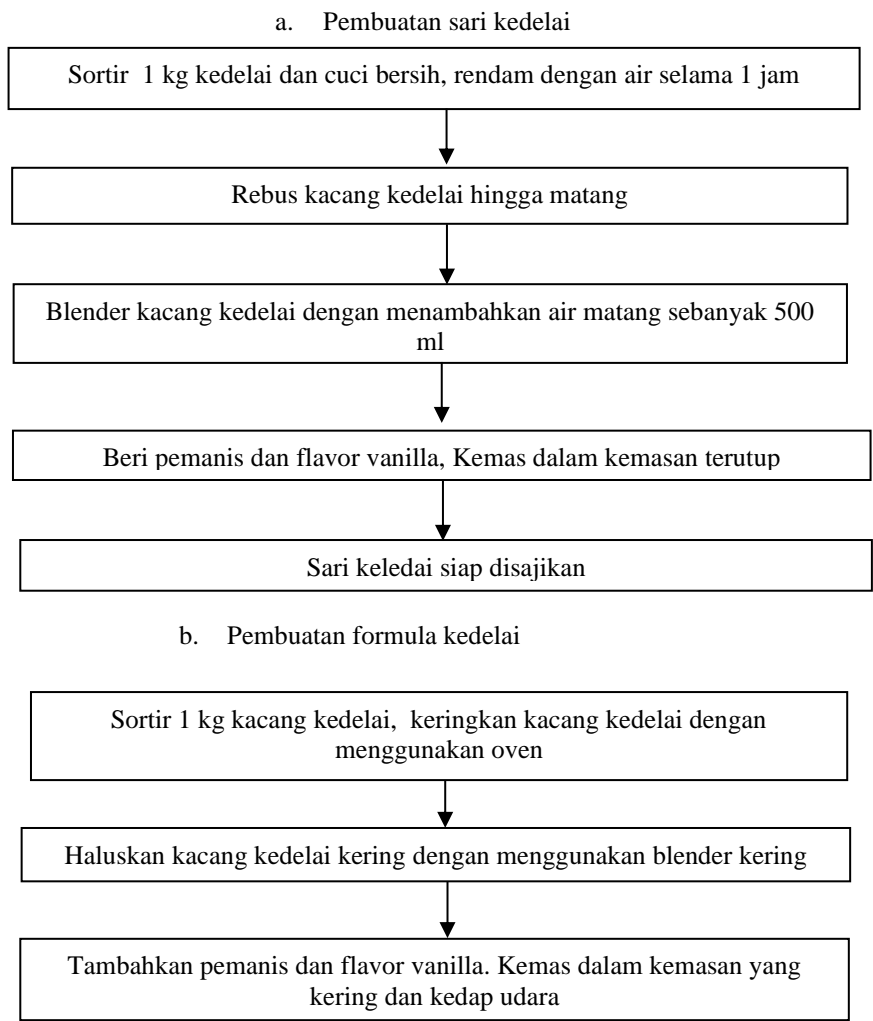 a. Pembuatan sari kedelai
Sortir 1 kg kedelai dan cuci bersih, rendam dengan air selama 1 jam
Rebus kacang kedelai hingga matang
Blender kacang kedelai dengan menambahkan air matang sebanyak 500
ml
Beri pemanis dan flavor vanilla, Kemas dalam kemasan terutup
Sari keledai siap disajikan
b. Pembuatan formula kedelai
Sortir 1 kg kacang kedelai, keringkan kacang kedelai dengan
menggunakan oven
Haluskan kacang kedelai kering dengan menggunakan blender kering
Tambahkan pemanis dan flavor vanilla. Kemas dalam kemasan yang
kering dan kedap udara